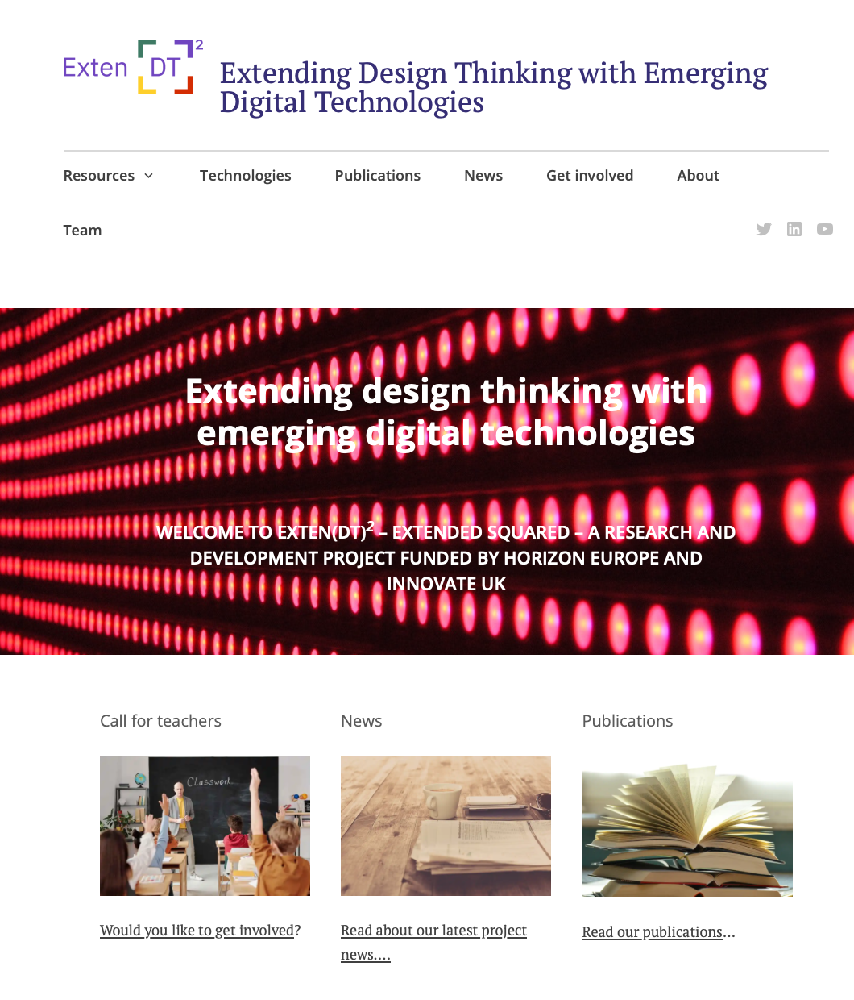 Exten DT 2
Extending Design Thinking with Emerging
Digital Technologies
Resources
Technologies
Publications
News
Get involved
About
Team
Extending design thinking with
emerging digital technologies
WELCOME TO EXTEN(DT)2 – EXTENDED SQUARED – A RESEARCH AND
DEVELOPMENT PROJECT FUNDED BY HORIZON EUROPE AND
INNOVATE UK
Call for teachers
Classwork
Would you like to get involved?
News
Read about our latest project
news....
Publications
Read our publications...